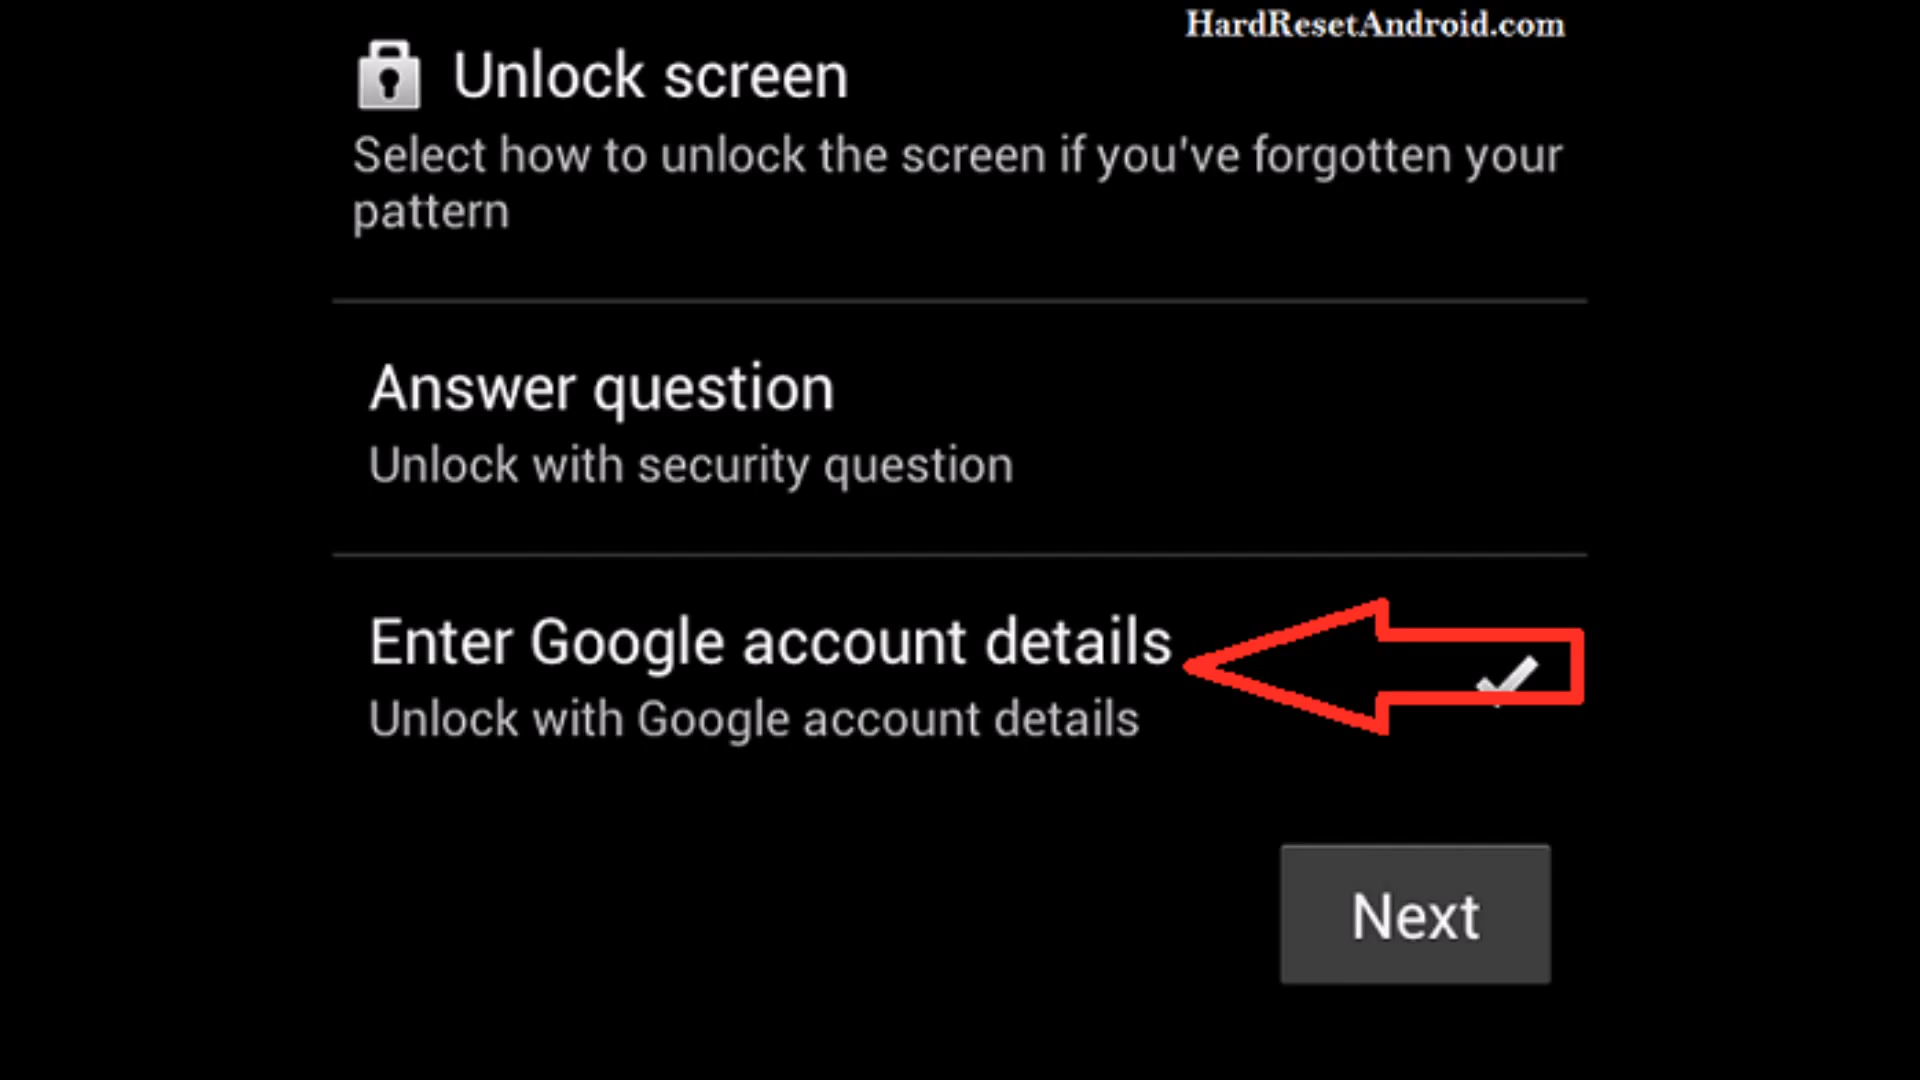 HardResetAndroid.com
Unlock screen
Select how to unlock the screen if you've forgotten your
pattern
Answer question
Unlock with security question
Enter Google account details
Unlock with Google account details
Next